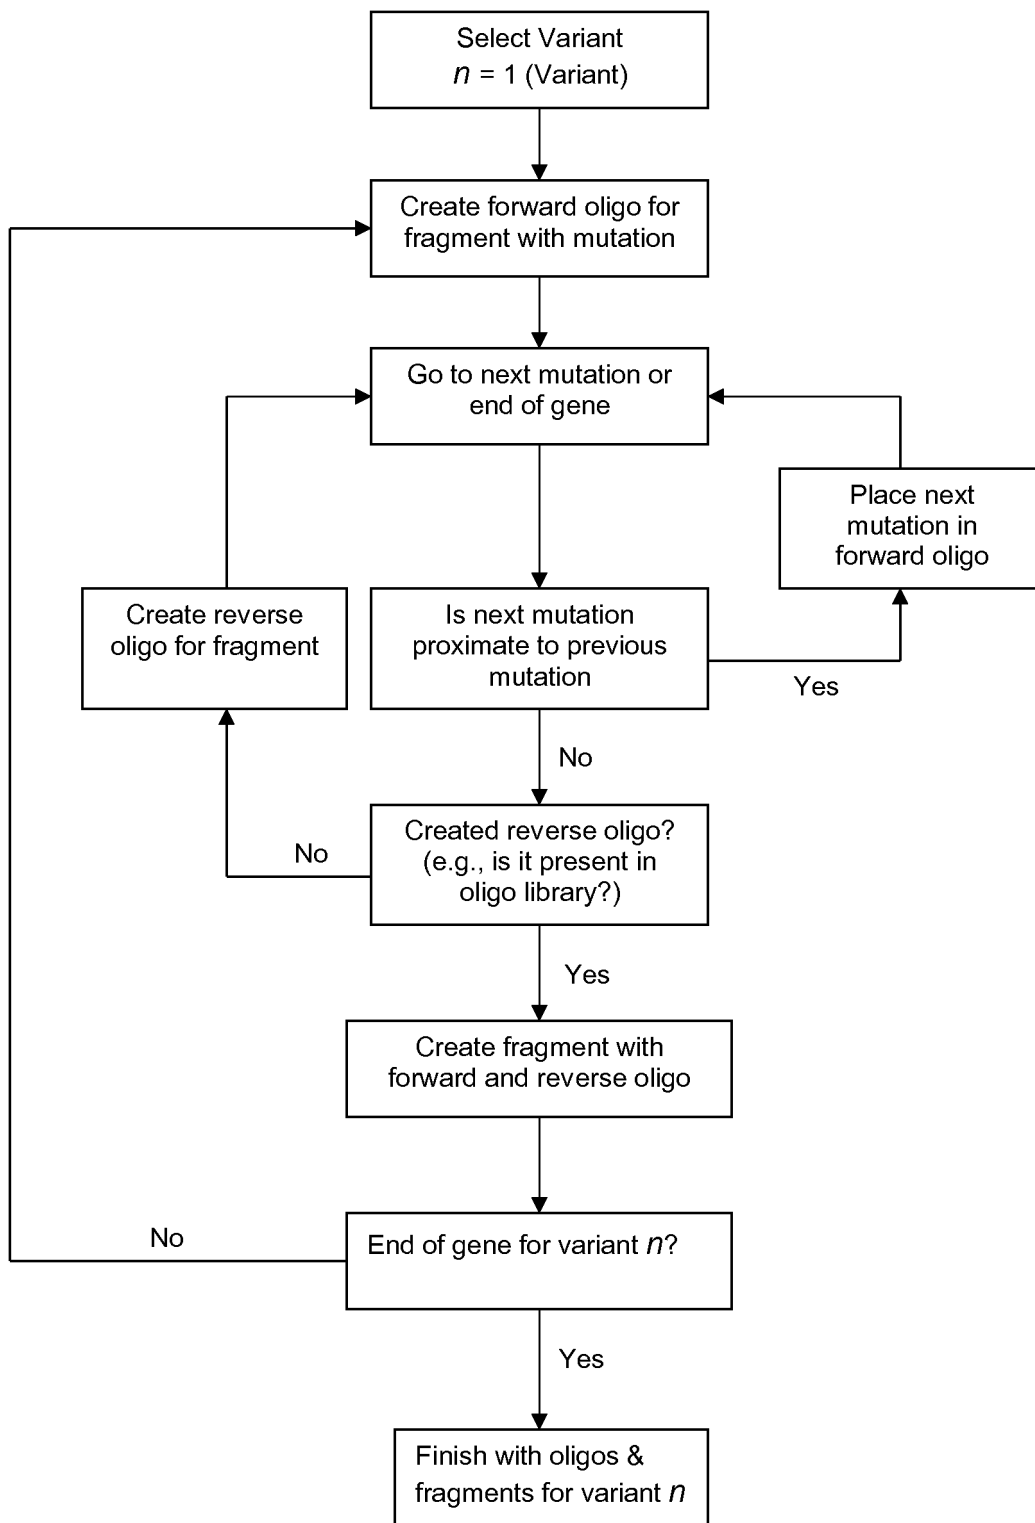 Select Variant
n = 1 (Variant)
Create forward oligo for
fragment with mutation
Go to next mutation or
end of gene
Place next
mutation in
forward oligo
Create reverse
oligo for fragment
Is next mutation
proximate to previous
mutation
Yes
No
Created reverse oligo?
(e.g., is it present in
oligo library?)
No
Yes
Create fragment with
forward and reverse oligo
No
End of gene for variant n?
Yes
Finish with oligos &
fragments for variant n